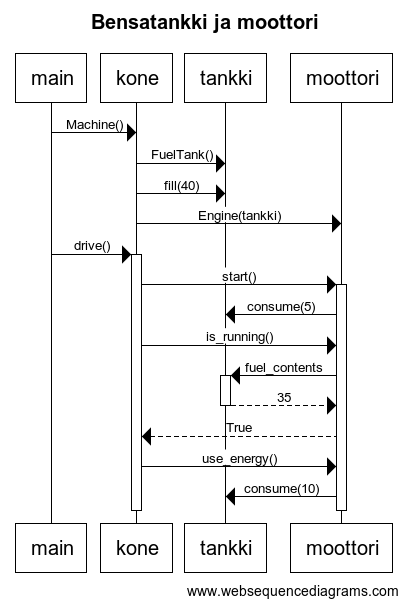 Bensatankki ja moottori
main kone tankki moottori
Machine()
FuelTank()
fill(40)
Engine(tankki)
drive()
start()
consume(5)
is_running()
fuel_contents
35
True
use_energy()
consume(10)
main kone tankki moottori
www.websequencediagrams.com